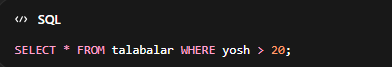 </> SQL
SELECT * FROM talabalar WHERE yosh > 20;